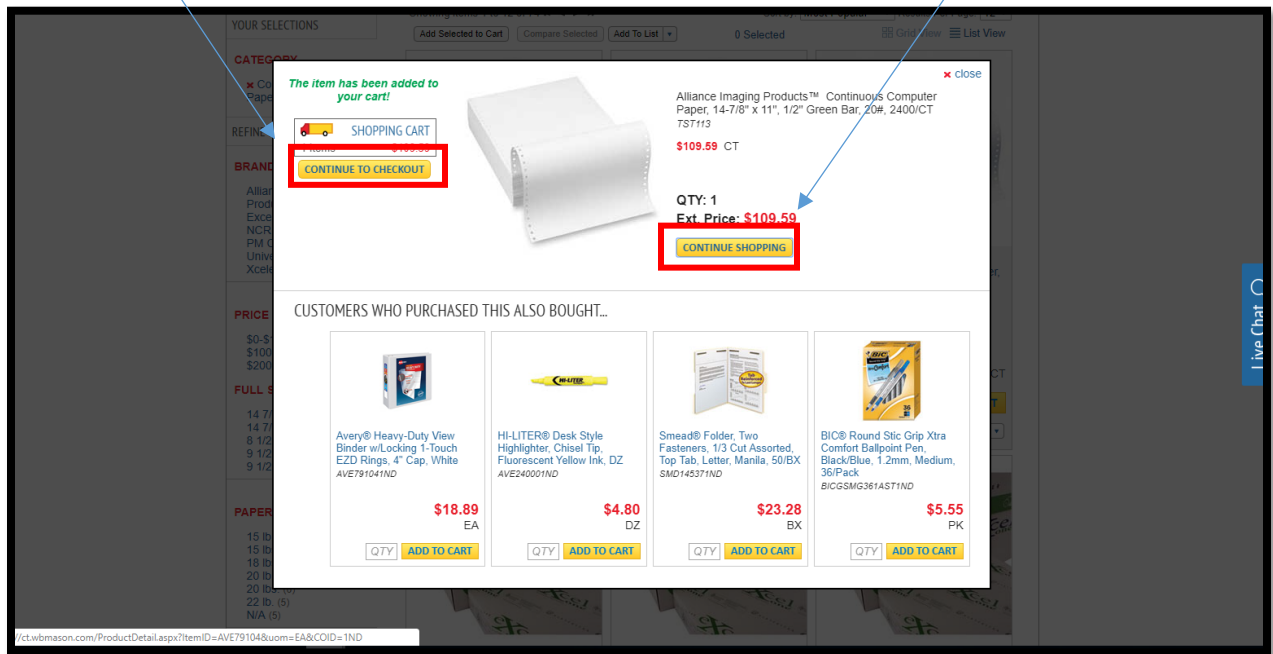 YOUR SELECTIONS
Add Selected to Cart
Compare Selected
Add To List
0 Selected
Grid View
List View
× close
The item has been added to
your cart!
SHOPPING CART
CONTINUE TO CHECKOUT
Alliance Imaging Products™ Continuous Computer
Paper, 14-7/8" x 11", 1/2" Green Bar, 20#, 2400/CT
TST113
$109.59 CT
QTY: 1
Ext. Price: $109.59
CONTINUE SHOPPING
BRAND
PRICE
PAPER
15 lb
15 lb
18 lb
20 lb
22 lb. (5)
N/A (5)
CT
Live Chat
CUSTOMERS WHO PURCHASED THIS ALSO BOUGHT...
HI-LITER
BIC
36
Avery® Heavy-Duty View
Binder w/Locking 1-Touch
EZD Rings, 4" Cap, White
AVE791041ND
$18.89
EA
QTY ADD TO CART
HI-LITER® Desk Style
Highlighter, Chisel Tip,
Fluorescent Yellow Ink, DZ
AVE240001ND
$4.80
DZ
QTY ADD TO CART
Smead® Folder, Two
Fasteners, 1/3 Cut Assorted,
Top Tab, Letter, Manila, 50/BX
SMD145371ND
$23.28
BX
QTY ADD TO CART
BIC® Round Stic Grip Xtra
Comfort Ballpoint Pen,
Black/Blue, 1.2mm, Medium,
36/Pack
BICGSMG361AST1ND
$5.55
PK
QTY ADD TO CART
//ct.wbmason.com/ProductDetail.aspx?ItemID=AVE79104&uom=EA&COID=1ND